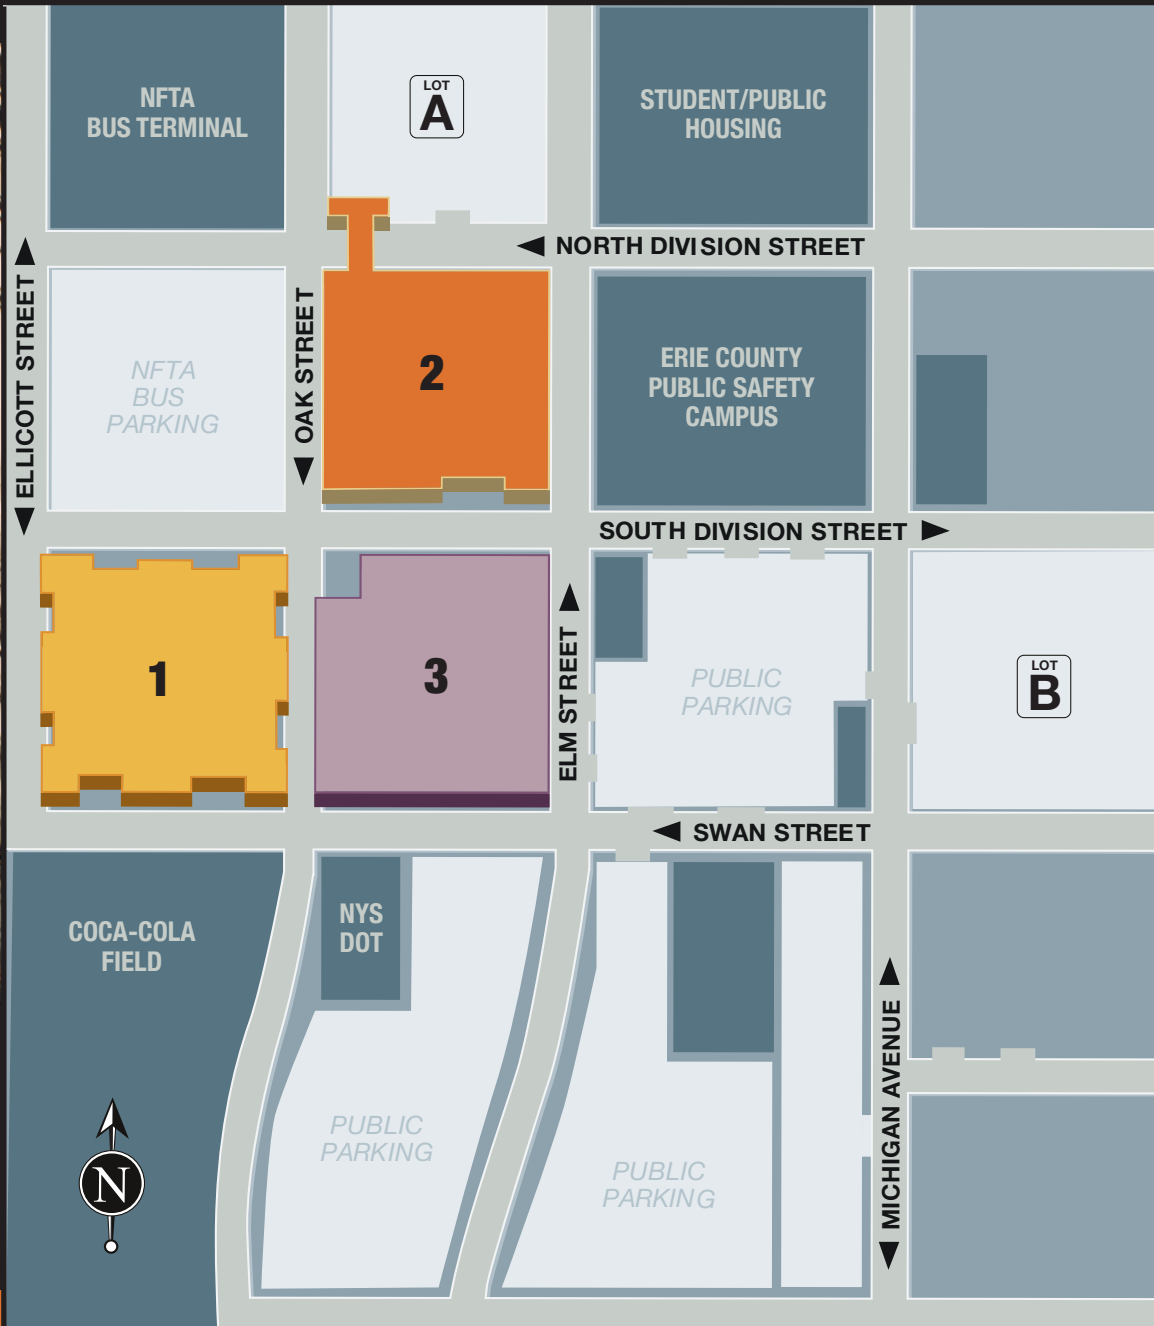 NFTA
BUS TERMINAL
LOT
A
STUDENT/PUBLIC
HOUSING
NORTH DIVISION STREET
ELLICOTT STREET
NFTA
BUS
PARKING
OAK STREET
2
ERIE COUNTY
PUBLIC SAFETY
CAMPUS
SOUTH DIVISION STREET
1
3
ELM STREET
PUBLIC
PARKING
LOT
B
SWAN STREET
COCA-COLA
FIELD
NYS
DOT
PUBLIC
PARKING
PUBLIC
PARKING
MICHIGAN AVENUE
N